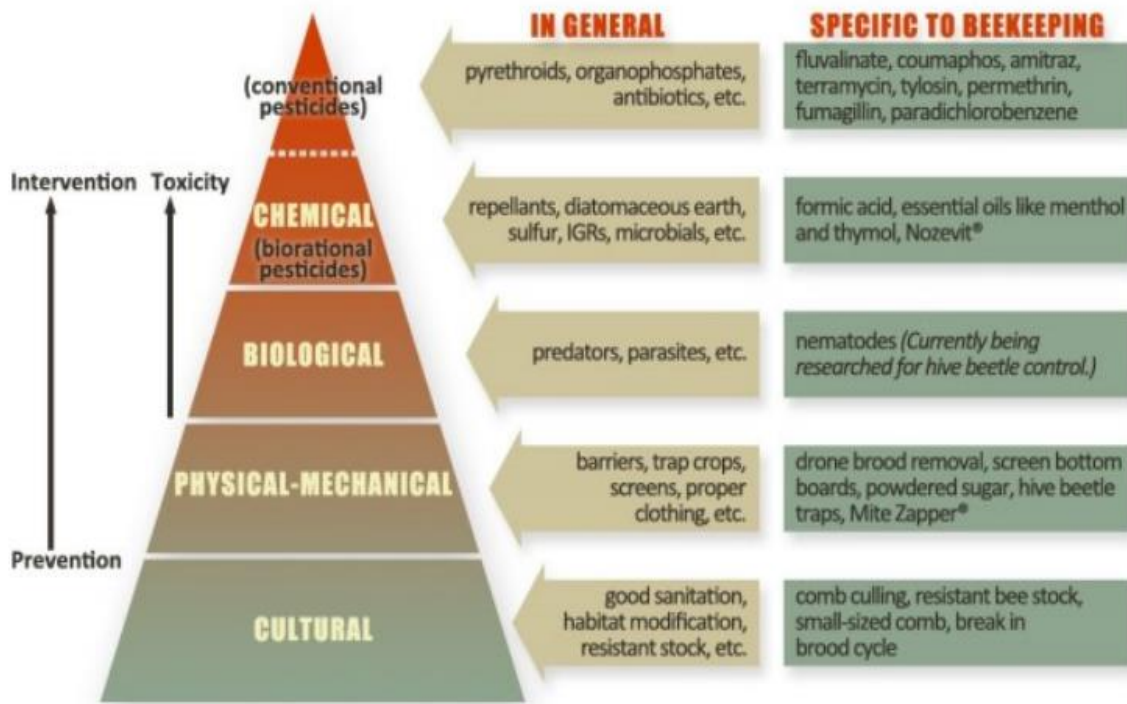 IN GENERAL
SPECIFIC TO BEEKEEPING
(conventional
pesticides)
pyrethroids, organophosphates,
antibiotics, etc.
fluvalinate, coumaphos, amitraz,
terramycin, tylosin, permethrin,
fumagillin, paradichlorobenzene
Intervention
Toxicity
CHEMICAL
(biorational
pesticides)
repellants, diatomaceous earth,
sulfur, IGRs, microbials, etc.
formic acid, essential oils like menthol
and thymol, Nozevit®
BIOLOGICAL
predators, parasites, etc.
nematodes (Currently being
researched for hive beetle control.)
PHYSICAL-MECHANICAL
barriers, trap crops,
screens, proper
clothing, etc.
drone brood removal, screen bottom
boards, powdered sugar, hive beetle
traps, Mite Zapper®
Prevention
CULTURAL
good sanitation,
habitat modification,
resistant stock, etc.
comb culling, resistant bee stock,
small-sized comb, break in
brood cycle